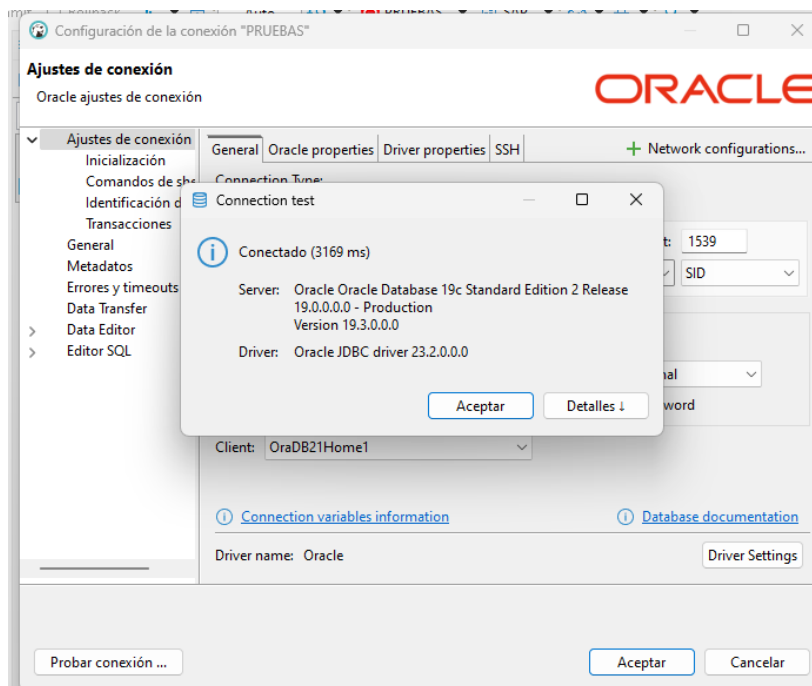 Configuración de la conexión "PRUEBAS"
Ajustes de conexión
Oracle ajustes de conexión
ORACLE
Ajustes de conexión
Inicialización
Comandos de she
Identificación d
Transacciones
General
Metadatos
Errores y timeouts
Data Transfer
Data Editor
Editor SQL
General Oracle properties Driver properties SSH
Network configurations...
Connection Type:
t: 1539
SID
nal
word
Connection test
Conectado (3169 ms)
Server: Oracle Oracle Database 19c Standard Edition 2 Release
19.0.0.0.0 - Production
Version 19.3.0.0.0
Driver: Oracle JDBC driver 23.2.0.0.0
Aceptar Detalles ↓
Client: OraDB21Home1
Connection variables information Database documentation
Driver name: Oracle Driver Settings
Probar conexión ... Aceptar Cancelar